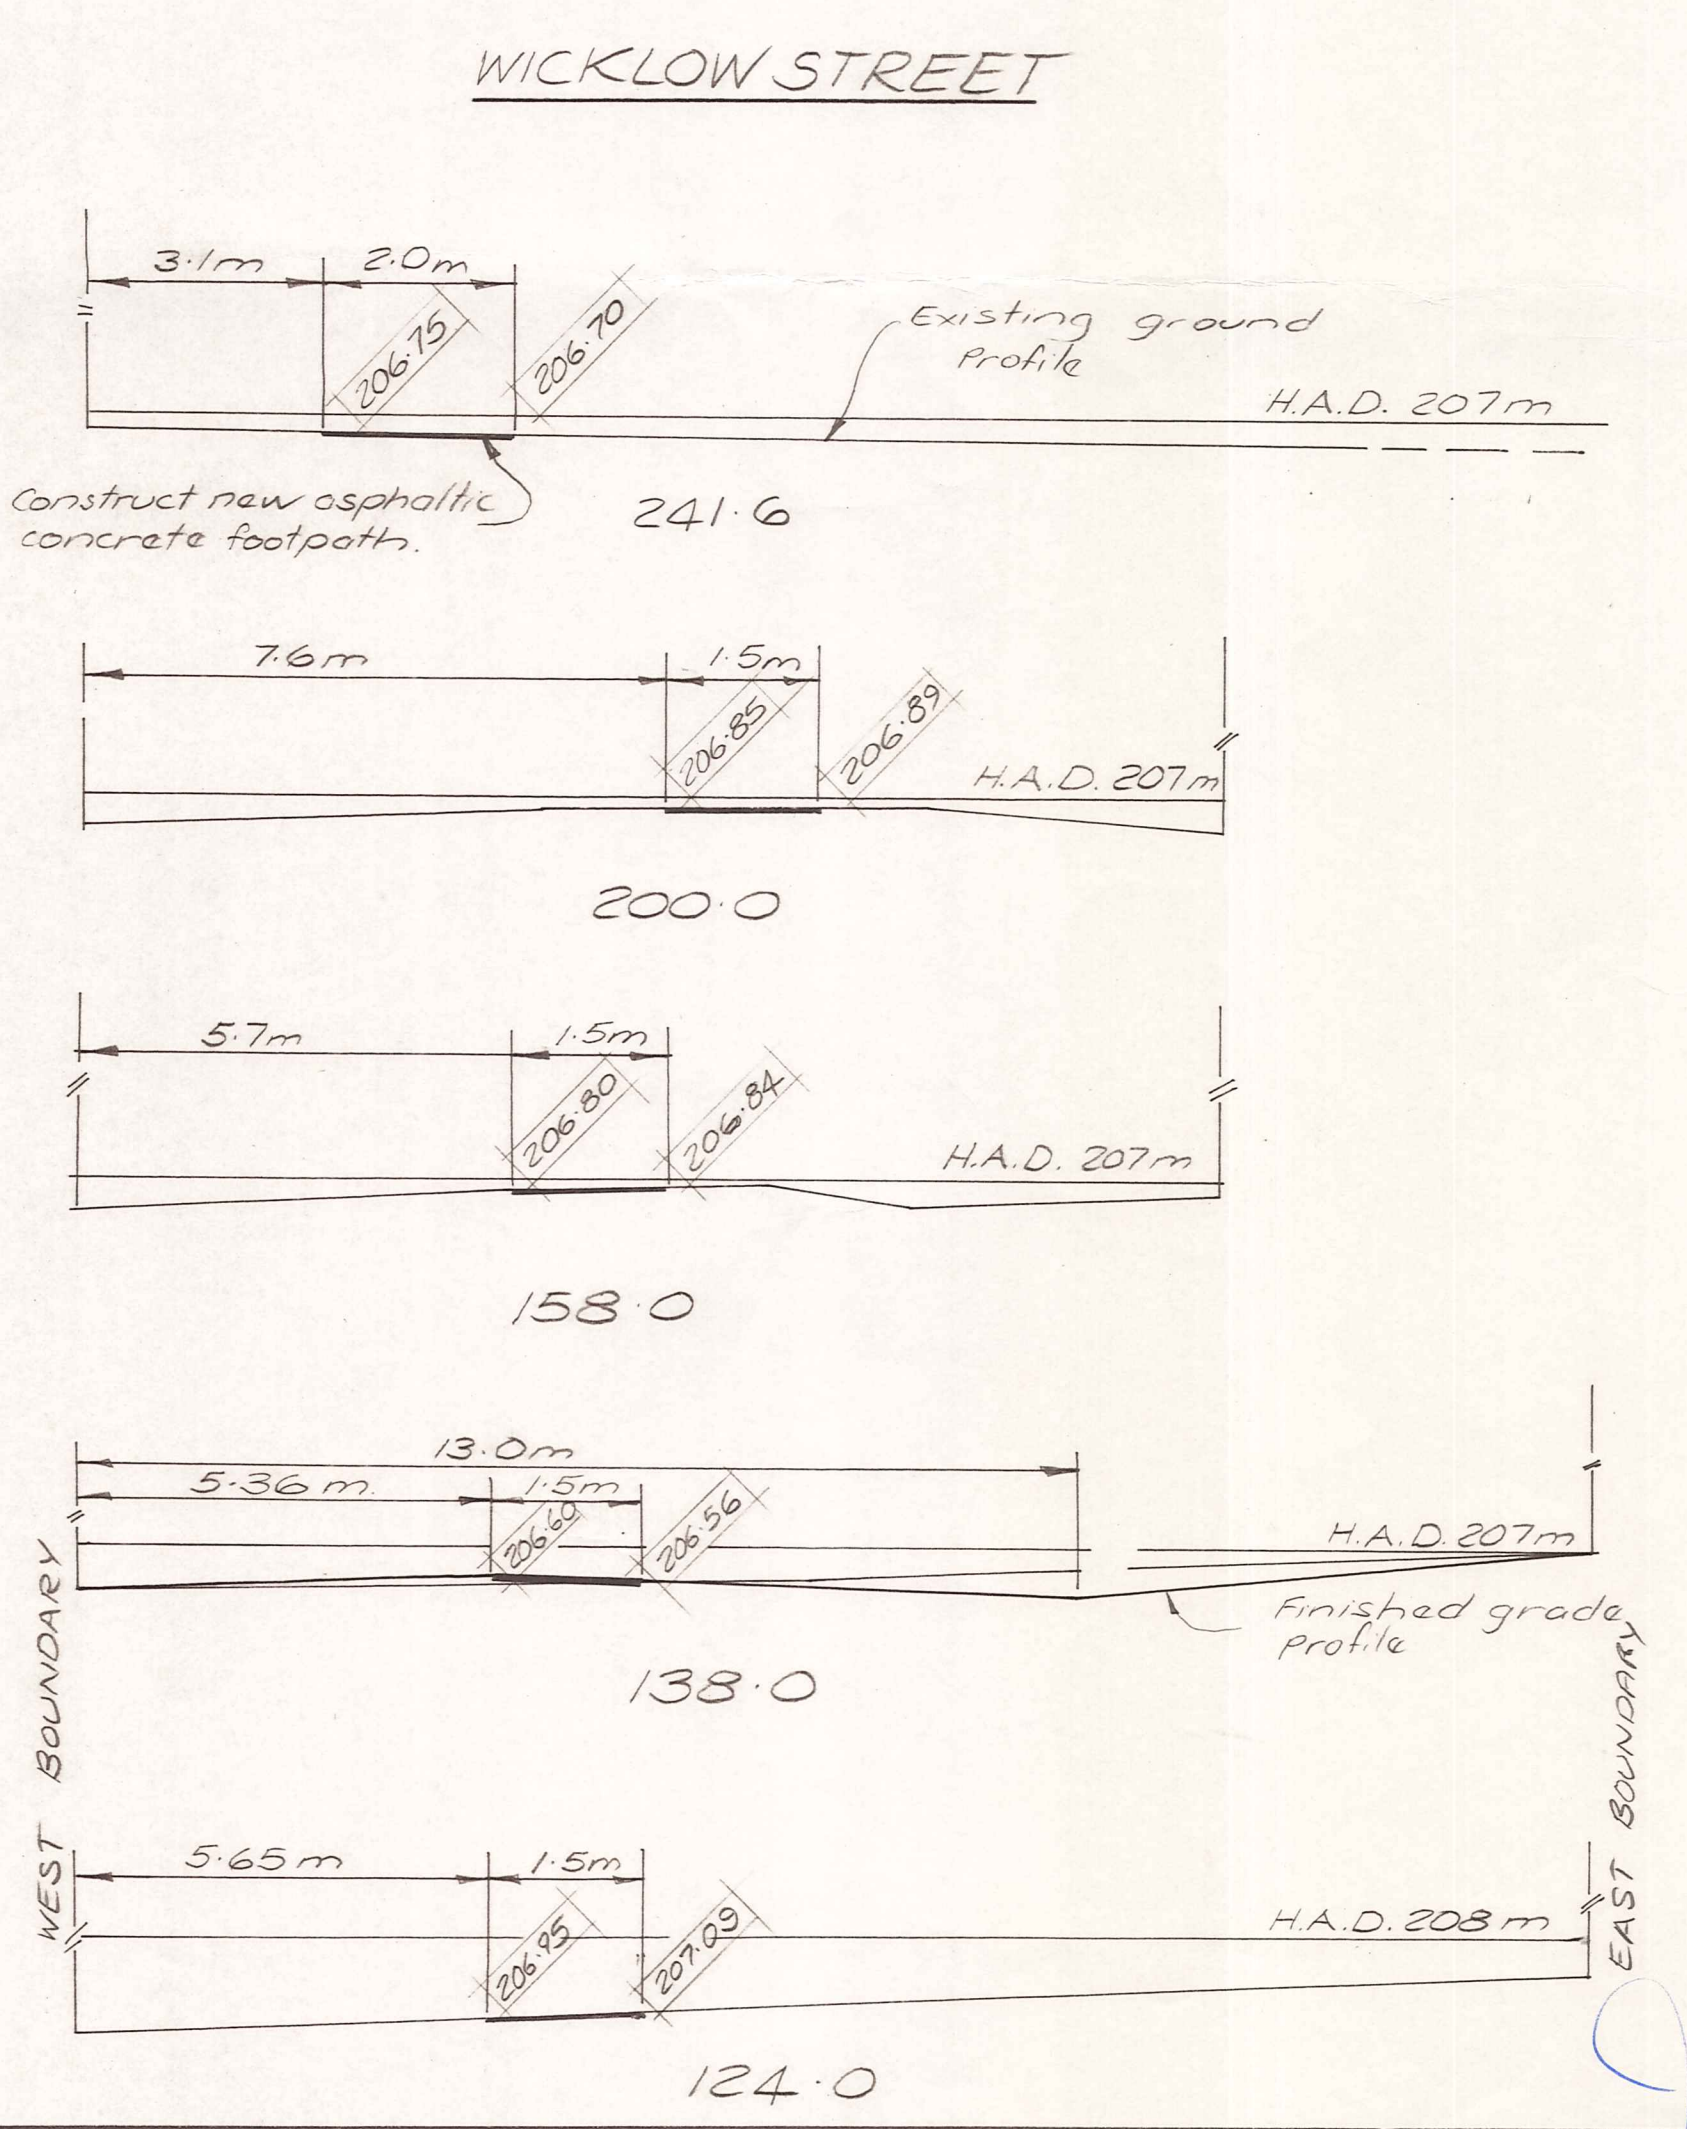 WICKLOW STREET
3.1m
2.0m
206.75
206.70
Existing ground
Profile
H.A.D. 207m
Construct new asphaltic
concrete footpath.
241.6
7.6m
1.5m
206.85
206.89
H.A.D. 207m
200.0
5.7m
1.5m
206.80
206.84
H.A.D. 207m
158.0
13.0m
5.36m.
1.5m
206.60
206.56
H.A.D. 207m
Finished grade
Profile
138.0
WEST BOUNDARY
EAST BOUNDARY
5.65m
1.5m
206.95
207.09
H.A.D. 208m
124.0